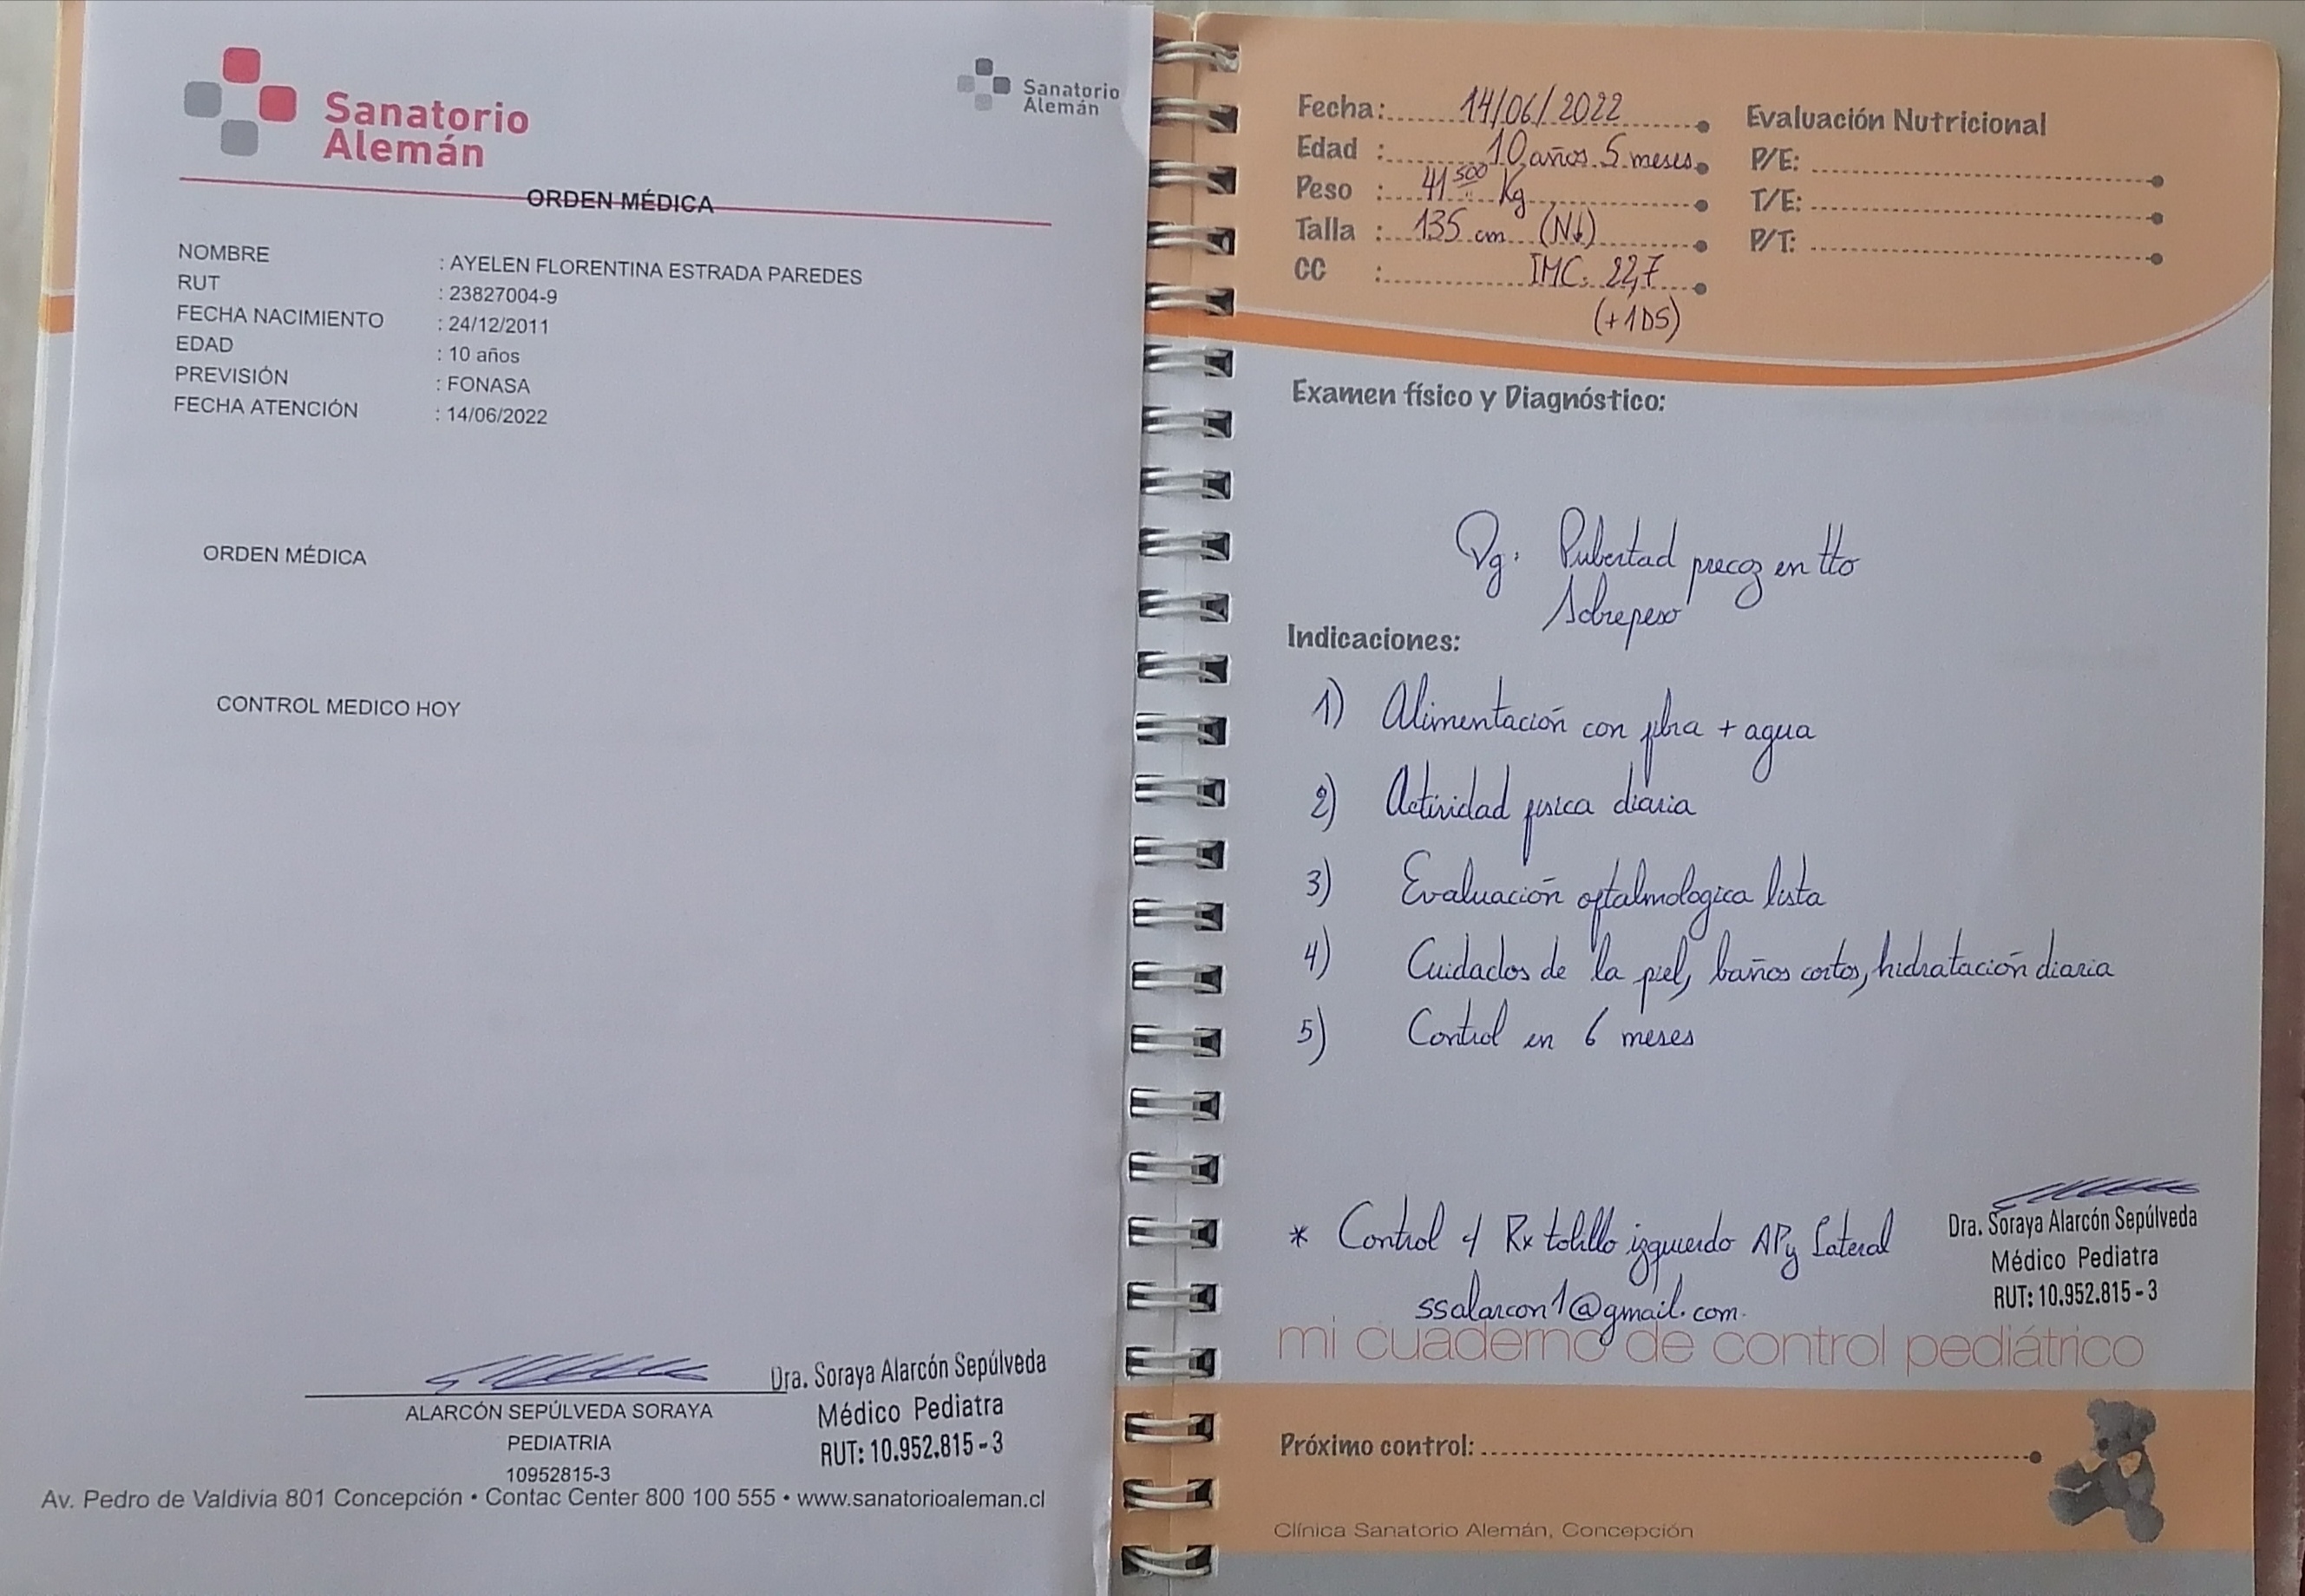 Sanatorio
Alemán
Sanatorio
Alemán
ORDEN MÉDICA
NOMBRE : AYELEN FLORENTINA ESTRADA PAREDES
RUT : 23827004-9
FECHA NACIMIENTO : 24/12/2011
EDAD : 10 años
PREVISIÓN : FONASA
FECHA ATENCIÓN : 14/06/2022
ORDEN MÉDICA
CONTROL MEDICO HOY
ALARCÓN SEPÚLVEDA SORAYA
PEDIATRIA
10952815-3
Dra. Soraya Alarcón Sepúlveda
Médico Pediatra
RUT: 10.952.815-3
Av. Pedro de Valdivia 801 Concepción • Contac Center 800 100 555 • www.sanatorioaleman.cl
Fecha: 14/06/2022
Edad : 10 años 5 meses
Peso : 41 500 Kg
Talla : 135 cm (N↓)
CC : IMC: 22,7
(+1DS)
Evaluación Nutricional
P/E:
T/E:
P/T:
Examen físico y Diagnóstico:
Dg: Pubertad precoz en tto
Sobrepeso
Indicaciones:
1) Alimentación con fibra + agua
2) Actividad física diaria
3) Evaluación oftalmologica lista
4) Cuidados de la piel, baños cortos, hidratación diaria
5) Control en 6 meses
* Control c/ Rx tobillo izquierdo AP y Lateral
ssalarcon1@gmail.com
Dra. Soraya Alarcón Sepúlveda
Médico Pediatra
RUT: 10.952.815-3
mi cuaderno de control pediátrico
Próximo control:
Clínica Sanatorio Alemán, Concepción